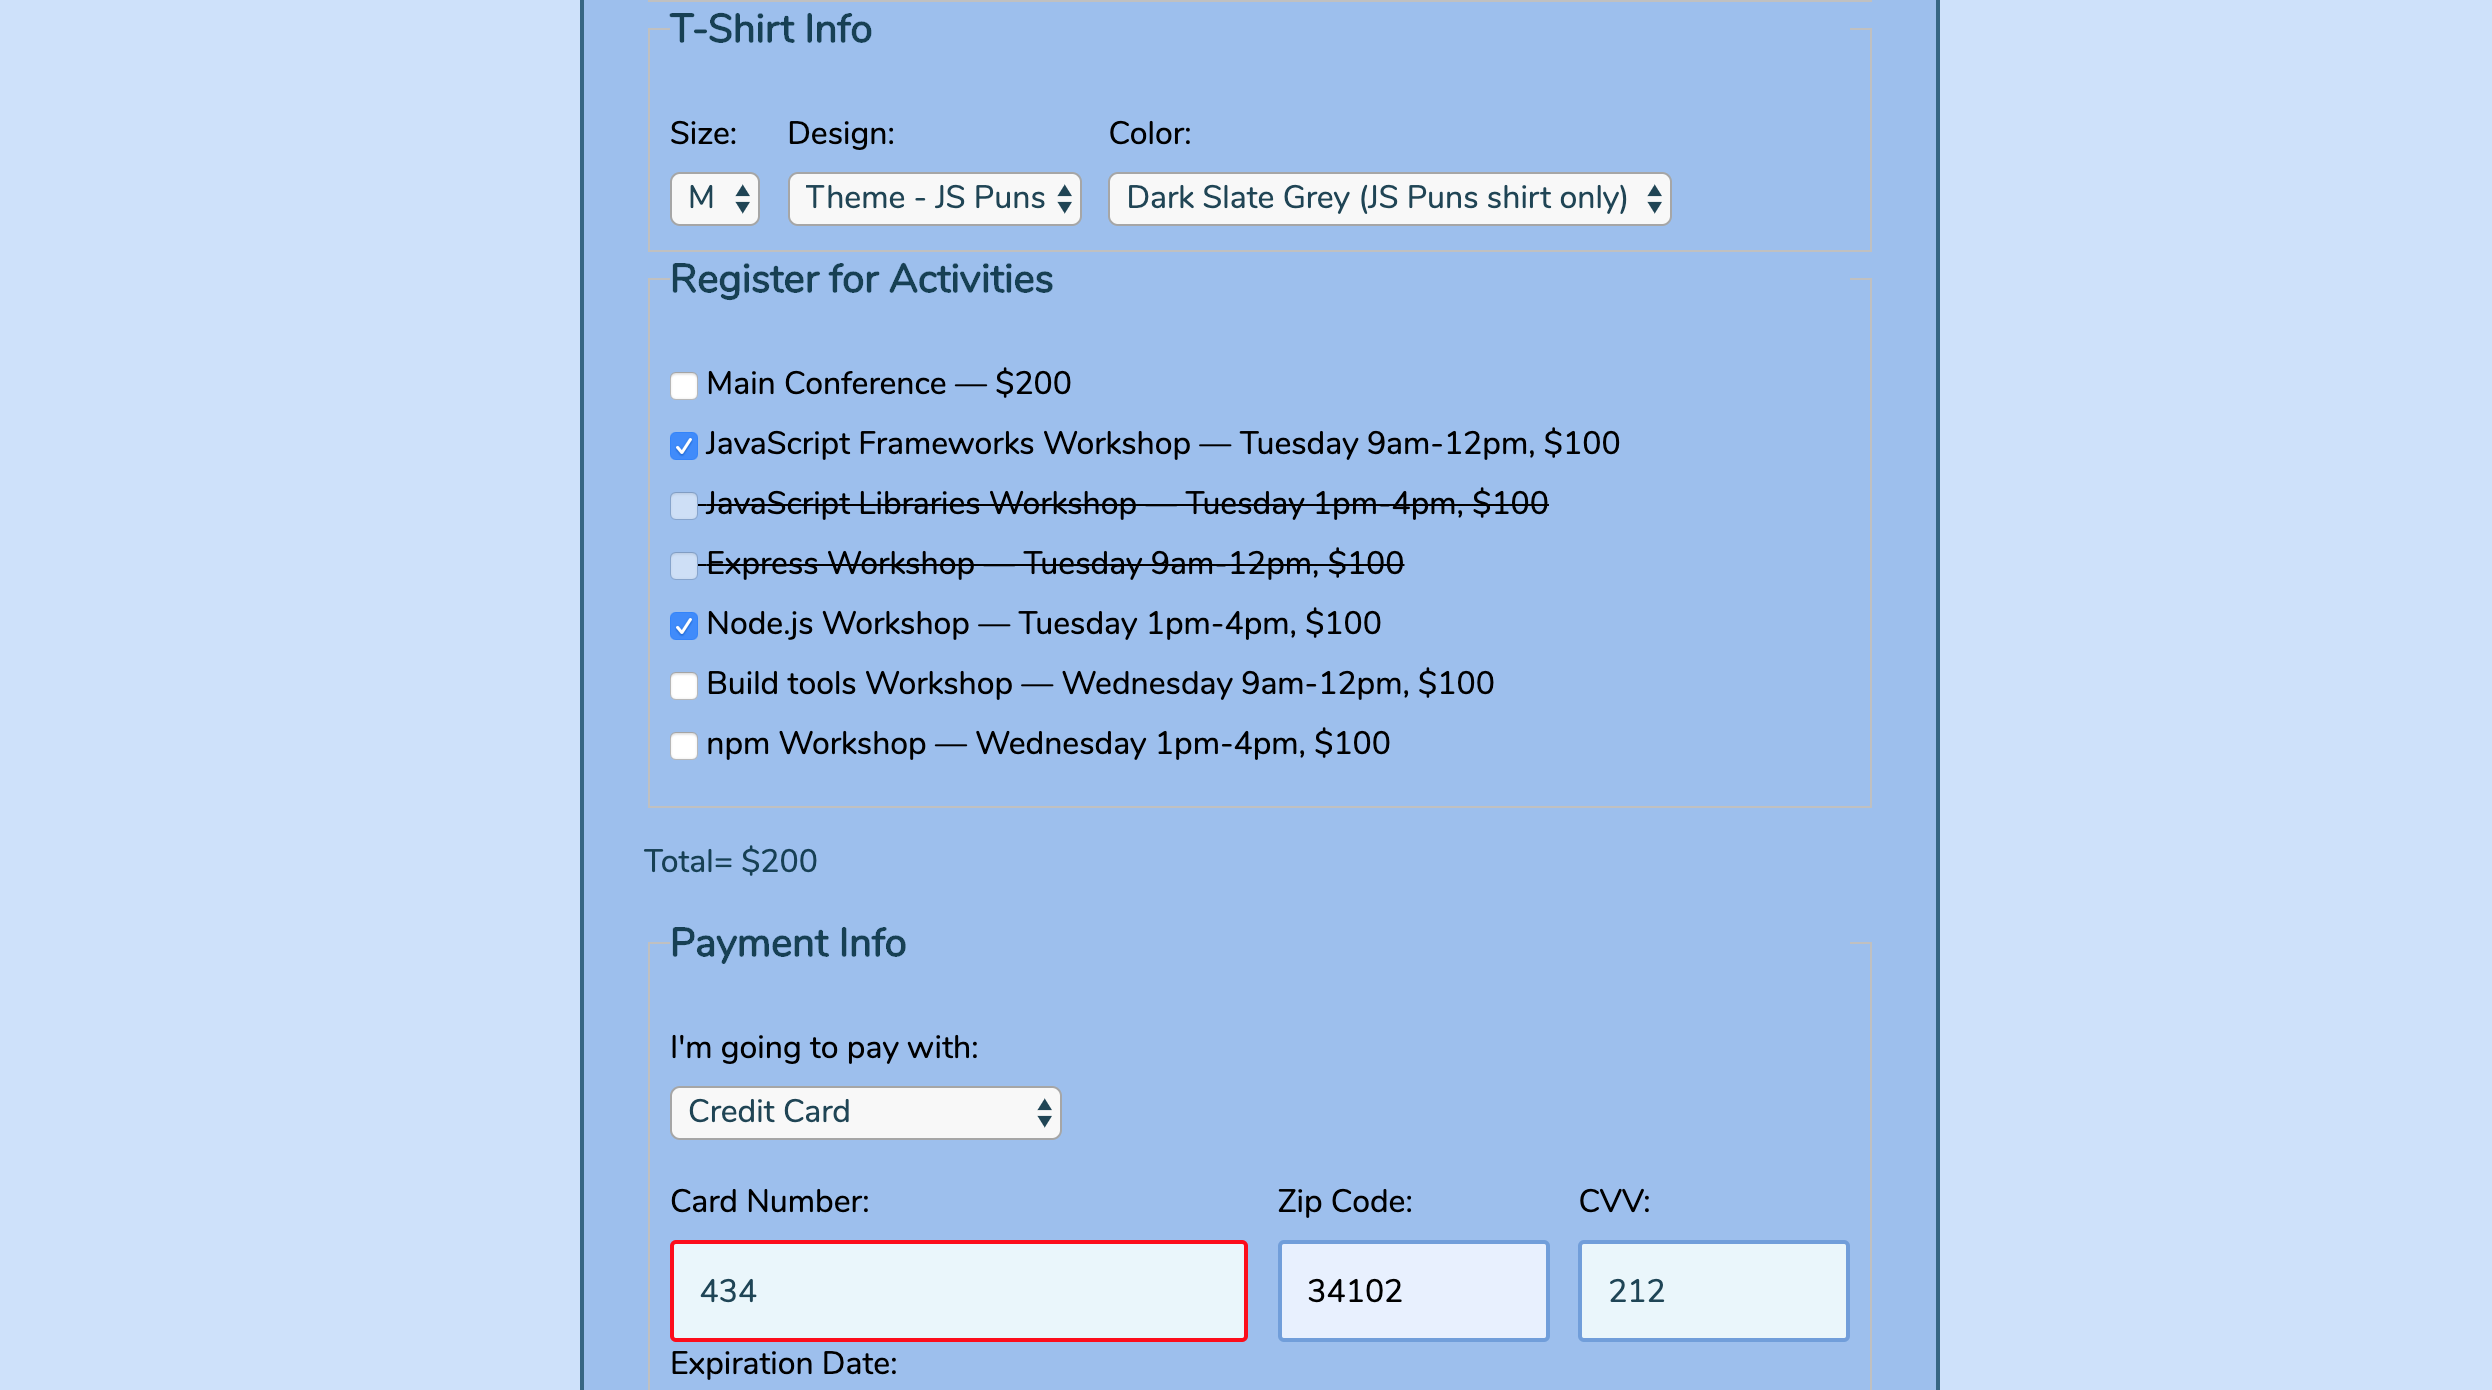 T-Shirt Info
Size: Design: Color:
M Theme - JS Puns Dark Slate Grey (JS Puns shirt only)
Register for Activities
Main Conference — $200
JavaScript Frameworks Workshop — Tuesday 9am-12pm, $100
JavaScript Libraries Workshop — Tuesday 1pm-4pm, $100
Express Workshop — Tuesday 9am-12pm, $100
Node.js Workshop — Tuesday 1pm-4pm, $100
Build tools Workshop — Wednesday 9am-12pm, $100
npm Workshop — Wednesday 1pm-4pm, $100
Total= $200
Payment Info
I'm going to pay with:
Credit Card
Card Number: Zip Code: CVV:
434 34102 212
Expiration Date: